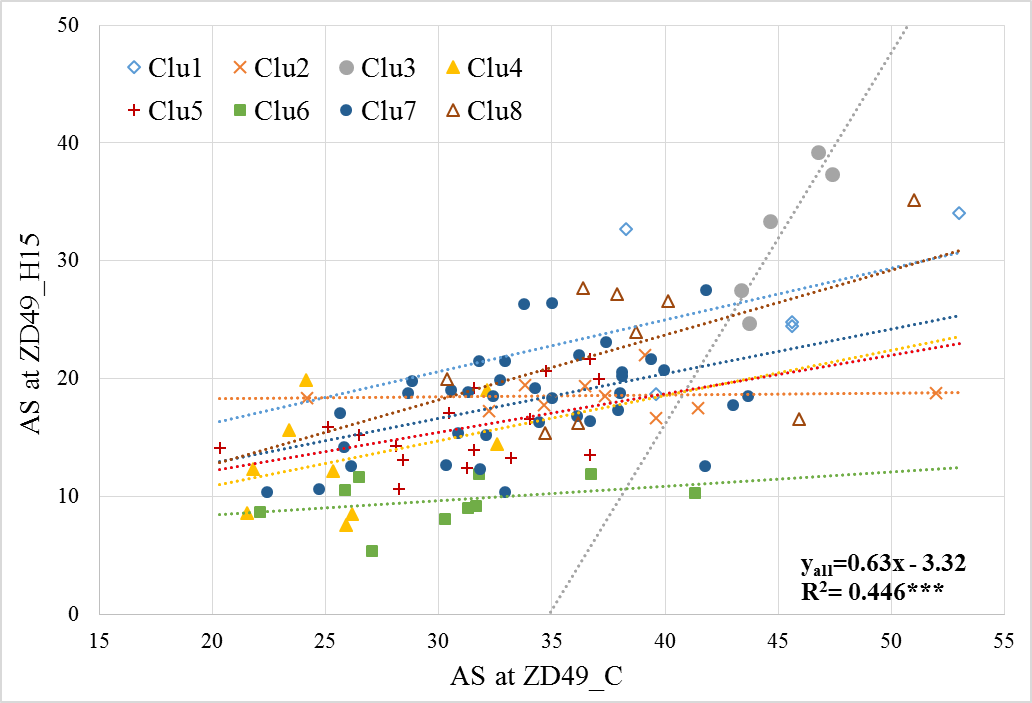 50
40
30
20
10
0
AS at ZD49_H15
Clu1 Clu2 Clu3 Clu4
Clu5 Clu6 Clu7 Clu8
yall=0.63x - 3.32
R2= 0.446***
15 20 25 30 35 40 45 50 55
AS at ZD49_C